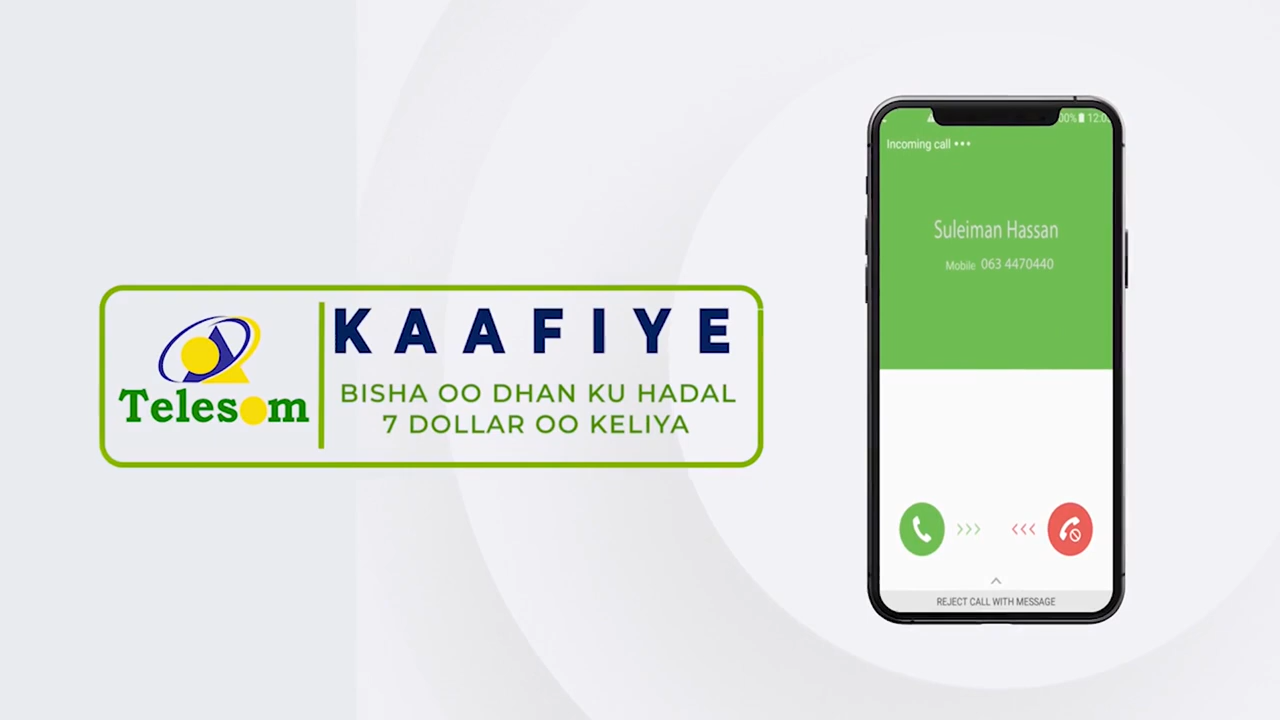 KAAFIYE
Telesom
BISHA OO DHAN KU HADAL
7 DOLLAR OO KELIYA
Incoming call •••
Suleiman Hassan
Mobile 063 4470440
REJECT CALL WITH MESSAGE